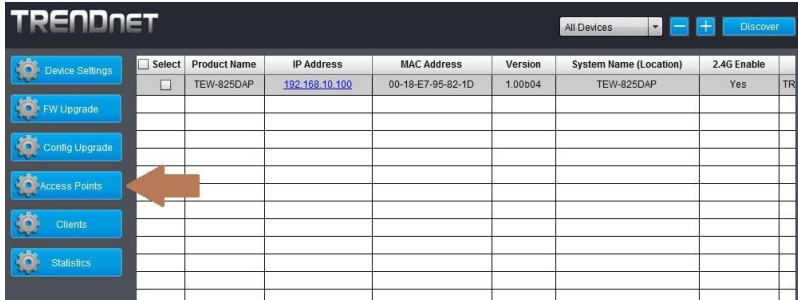 TRENDnet
All Devices
Discover
Device Settings
FW Upgrade
Config Upgrade
Access Points
Clients
Statistics
Select Product Name IP Address MAC Address Version System Name (Location) 2.4G Enable
TEW-825DAP 192.168.10.100 00-18-E7-95-82-1D 1.00b04 TEW-825DAP Yes TR